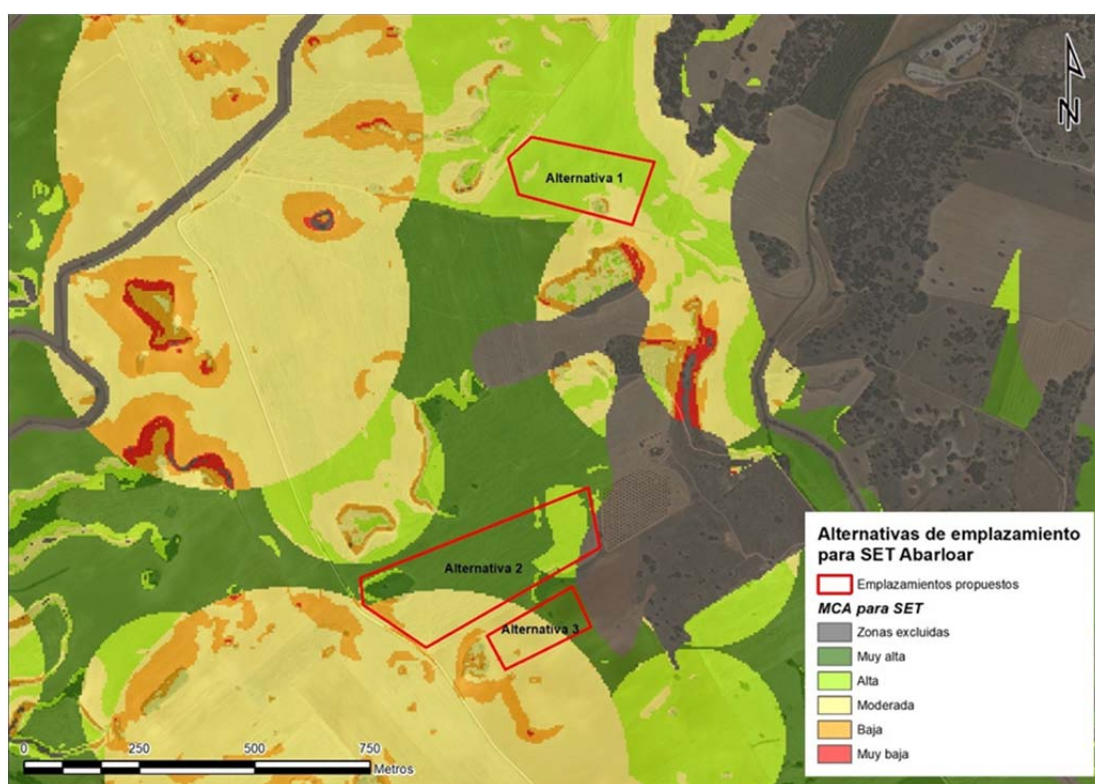 N
Alternativa 1
Alternativa 2
Alternativa 3
Alternativas de emplazamiento
para SET Abarloar
Emplazamientos propuestos
MCA para SET
Zonas excluidas
Muy alta
Alta
Moderada
Baja
Muy baja
0 250 500 750
Metros